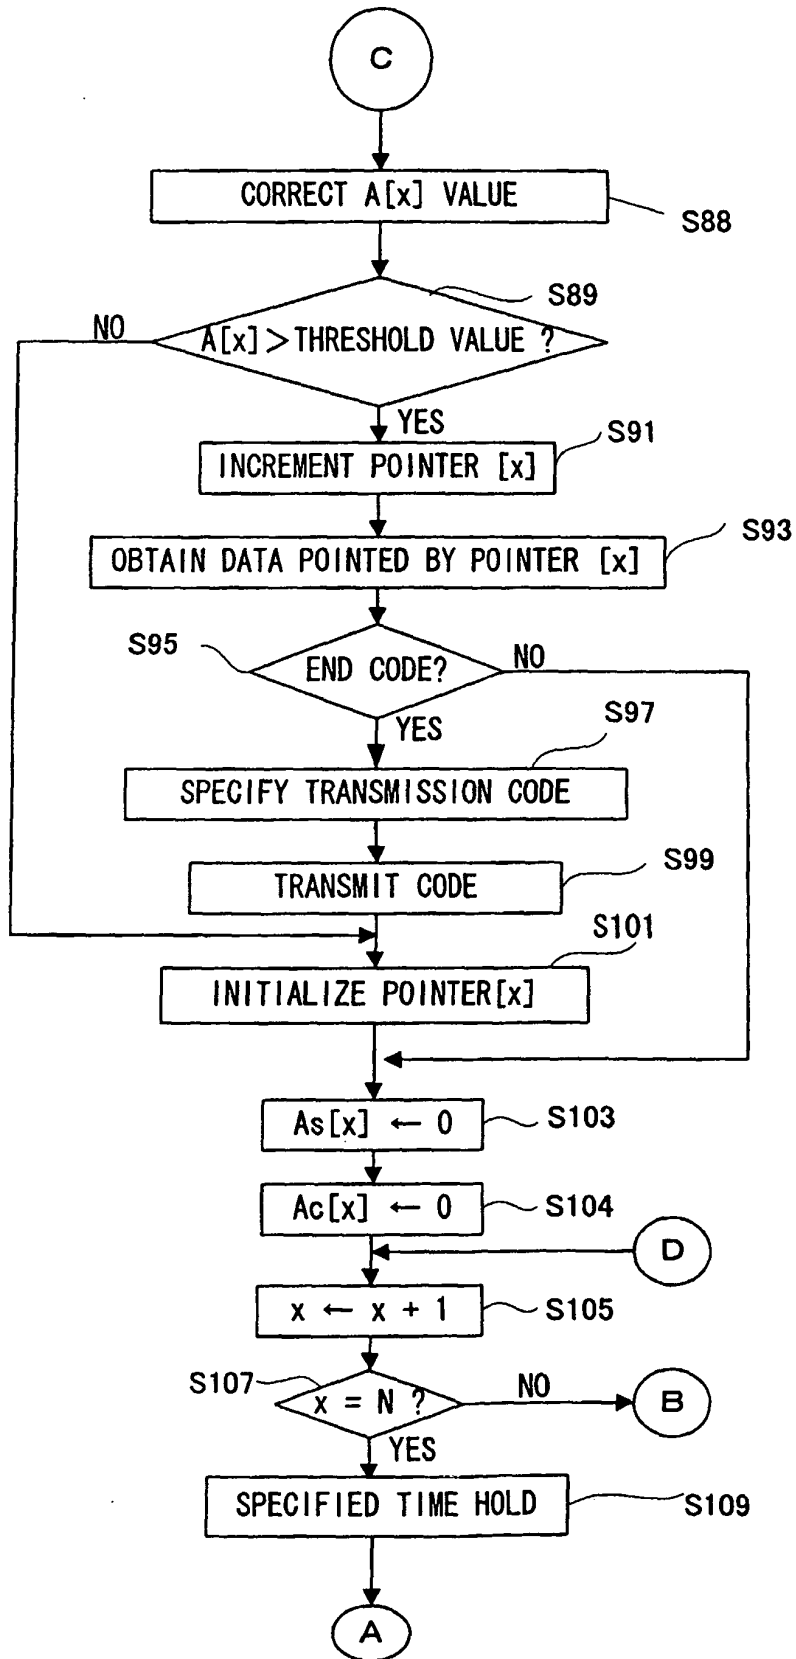 C
CORRECT A[x] VALUE
S88
S89
NO
A[x]>THRESHOLD VALUE ?
YES
S91
INCREMENT POINTER [x]
S93
OBTAIN DATA POINTED BY POINTER [x]
S95
END CODE?
NO
YES
S97
SPECIFY TRANSMISSION CODE
S99
TRANSMIT CODE
S101
INITIALIZE POINTER[x]
As[x] ← 0
S103
Ac[x] ← 0
S104
D
x ← x + 1
S105
S107
x = N ?
NO
B
YES
SPECIFIED TIME HOLD
S109
A